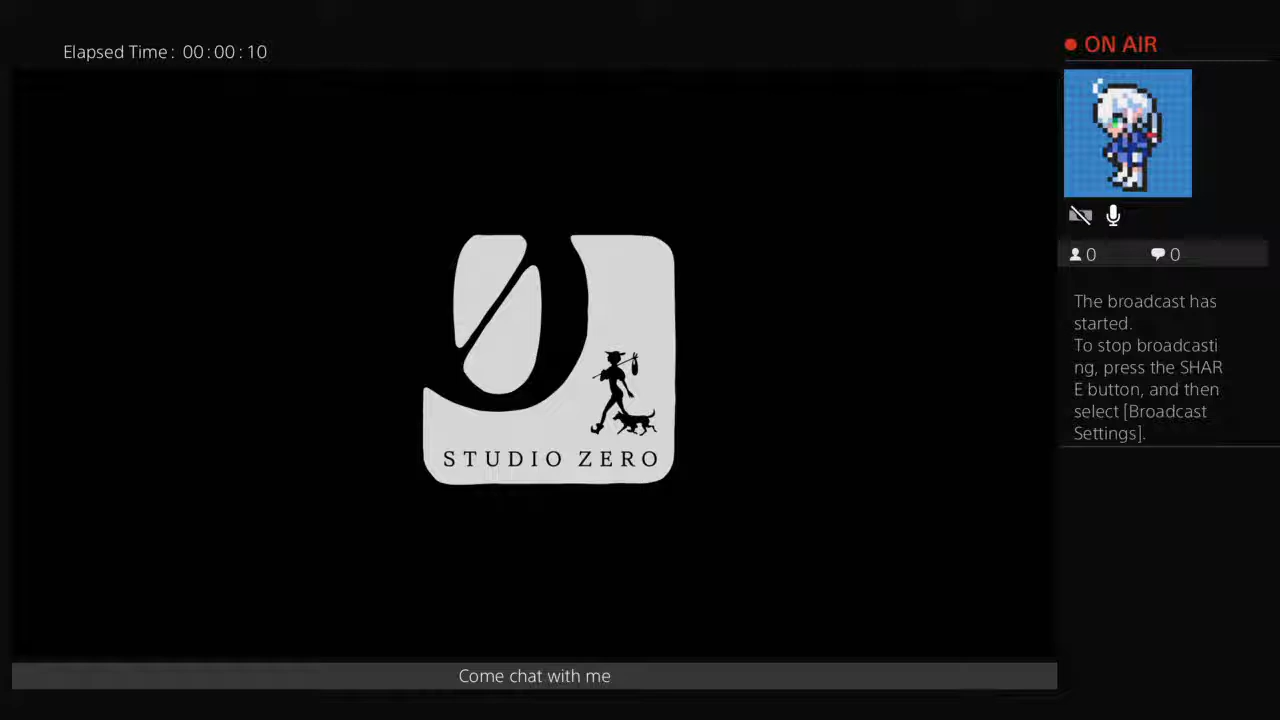 Elapsed Time: 00:00:10
ON AIR
0
0
The broadcast has
started.
To stop broadcasti
ng, press the SHAR
E button, and then
select [Broadcast
Settings].
0
STUDIO ZERO
Come chat with me